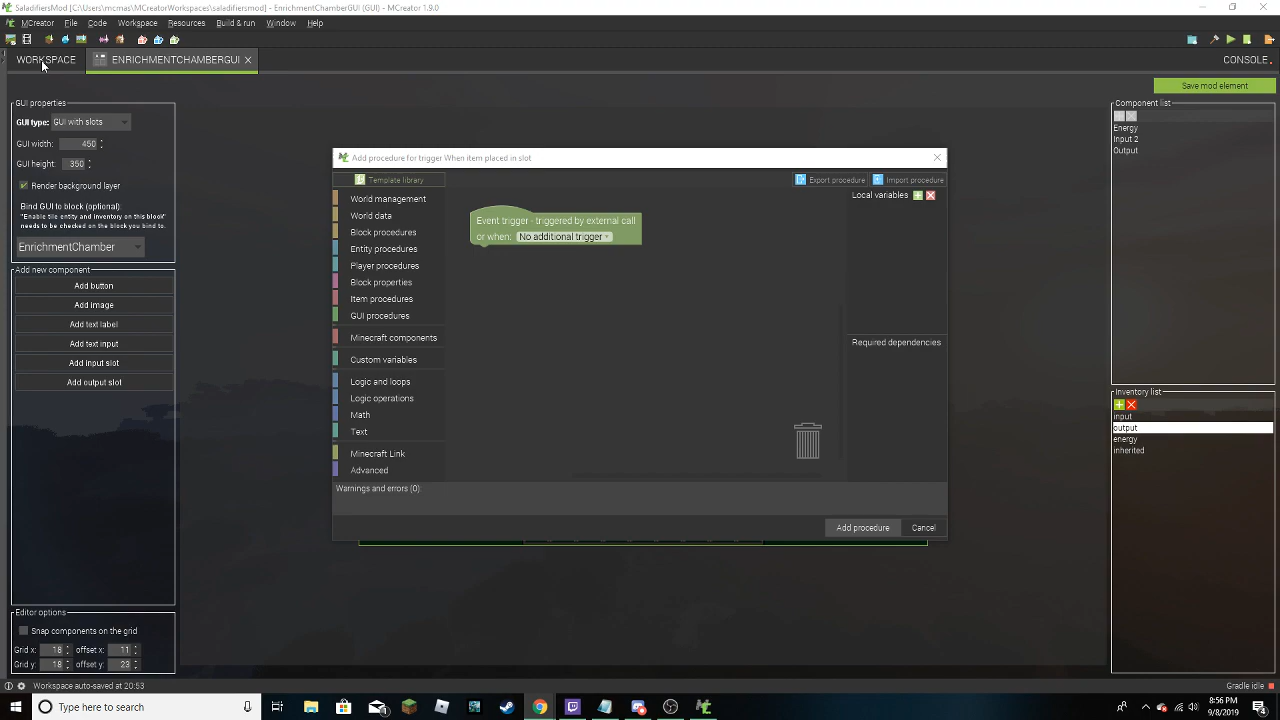 SaladifiersMod [C:\Users\mcmas\MCreatorWorkspaces\saladifiersmod] - EnrichmentChamberGUI (GUI) - MCreator 1.9.0
MCreator File Code Workspace Resources Build & run Window Help
WORKSPACE ENRICHMENTCHAMBERGUI CONSOLE
Save mod element
GUI properties
GUI type: GUI with slots
GUI width: 450
GUI height: 350
Render background layer
Bind GUI to block (optional):
"Enable tile entity and inventory on this block"
needs to be checked on the block you bind to.
EnrichmentChamber
Add new component
Add button
Add image
Add text label
Add text input
Add input slot
Add output slot
Editor options
Snap components on the grid
Grid x: 18 offset x: 11
Grid y: 18 offset y: 23
Add procedure for trigger When item placed in slot
Template library
Export procedure Import procedure
World management
World data
Block procedures
Entity procedures
Player procedures
Block properties
Item procedures
GUI procedures
Minecraft components
Custom variables
Logic and loops
Logic operations
Math
Text
Minecraft Link
Advanced
Event trigger - triggered by external call
or when: No additional trigger
Local variables
Required dependencies
Warnings and errors (0):
Add procedure Cancel
Component list
Energy
Input 2
Output
Inventory list
input
output
energy
inherited
Workspace auto-saved at 20:53
Gradle idle
Type here to search
8:56 PM
9/8/2019